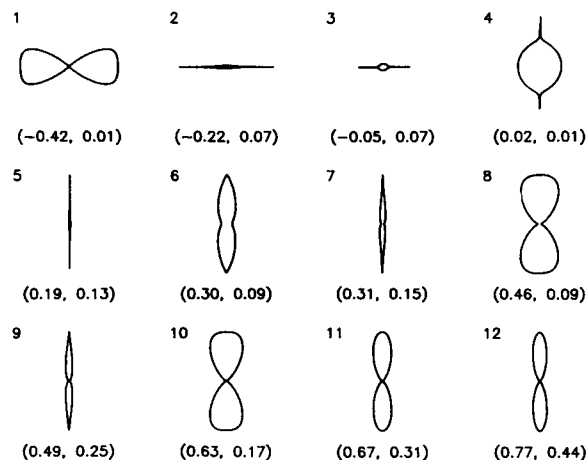 1 2 3 4
(−0.42, 0.01) (−0.22, 0.07) (−0.05, 0.07) (0.02, 0.01)
5 6 7 8
(0.19, 0.13) (0.30, 0.09) (0.31, 0.15) (0.46, 0.09)
9 10 11 12
(0.49, 0.25) (0.63, 0.17) (0.67, 0.31) (0.77, 0.44)